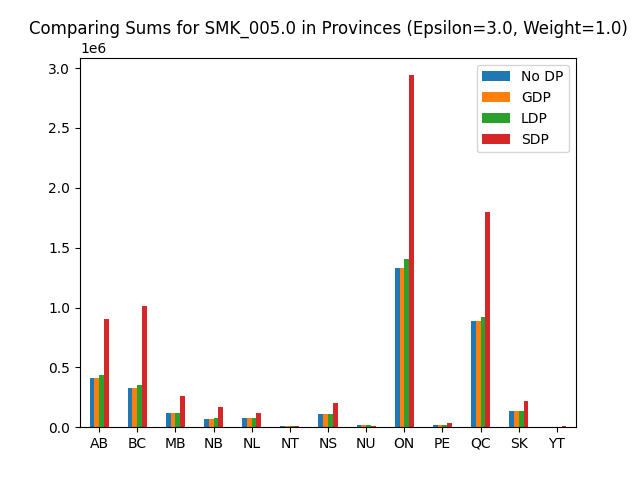 Comparing Sums for SMK_005.0 in Provinces (Epsilon=3.0, Weight=1.0)
1e6
3.0
2.5
2.0
1.5
1.0
0.5
0.0
No DP
GDP
LDP
SDP
AB BC MB NB NL NT NS NU ON PE QC SK YT